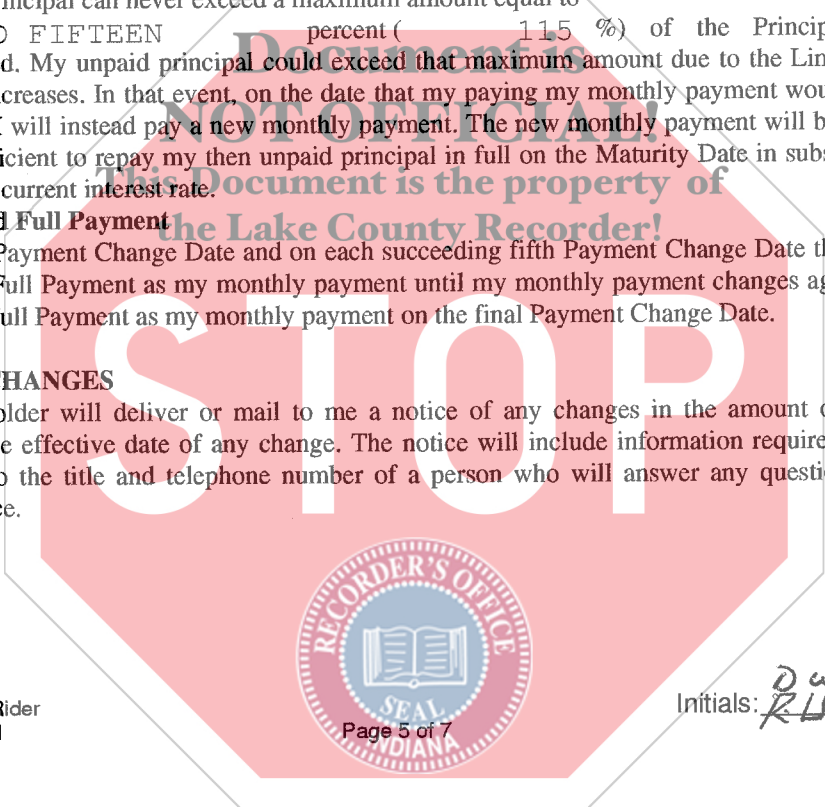 ncipal can never exceed a maximum amount equal to
D FIFTEEN percent ( 115 %) of the Princip
d. My unpaid principal could exceed that maximum amount due to the Lim
creases. In that event, on the date that my paying my monthly payment wou
I will instead pay a new monthly payment. The new monthly payment will b
icient to repay my then unpaid principal in full on the Maturity Date in subs
current interest rate.
d Full Payment
Payment Change Date and on each succeeding fifth Payment Change Date th
Full Payment as my monthly payment until my monthly payment changes ag
ull Payment as my monthly payment on the final Payment Change Date.
HANGES
older will deliver or mail to me a notice of any changes in the amount o
e effective date of any change. The notice will include information require
o the title and telephone number of a person who will answer any questi
ce.
Document is
NOT OFFICIAL!
This Document is the property of
the Lake County Recorder!
STOP
RECORDER'S OFFICE
SEAL
INDIANA
Rider
Page 5 of 7
Initials: